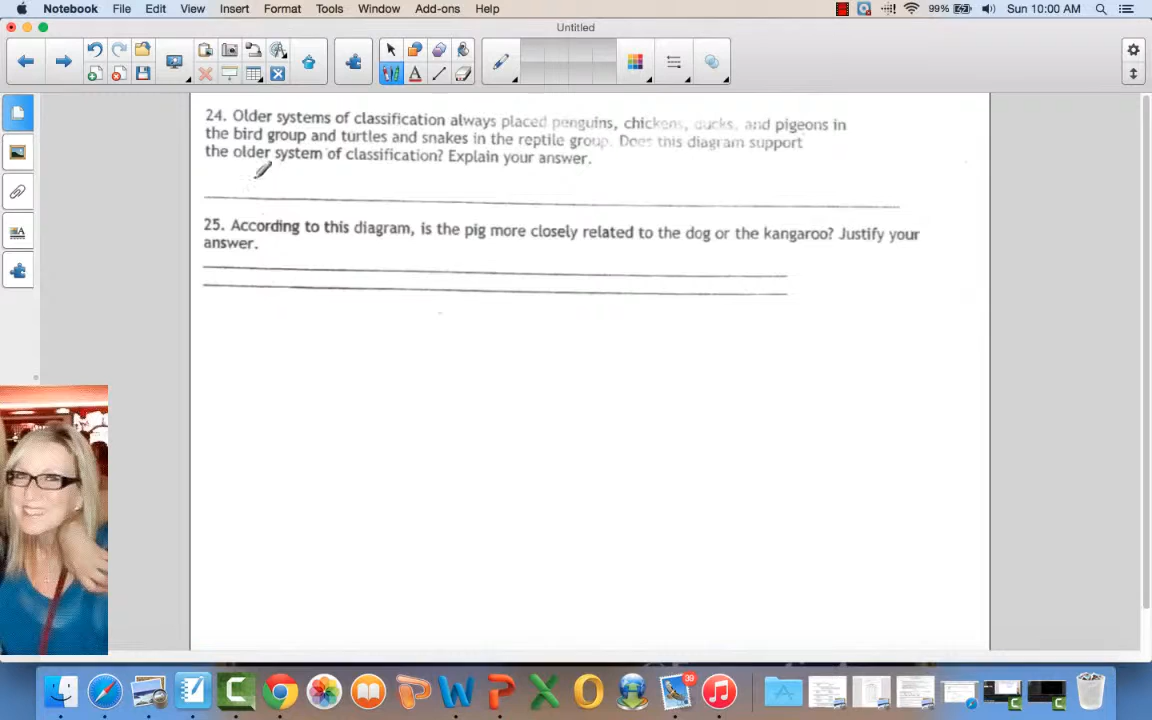 Notebook File Edit View Insert Format Tools Window Add-ons Help 99% Sun 10:00 AM
Untitled
24. Older systems of classification always placed penguins, chickens, ducks, and pigeons in
the bird group and turtles and snakes in the reptile group. Does this diagram support
the older system of classification? Explain your answer.
25. According to this diagram, is the pig more closely related to the dog or the kangaroo? Justify your
answer.